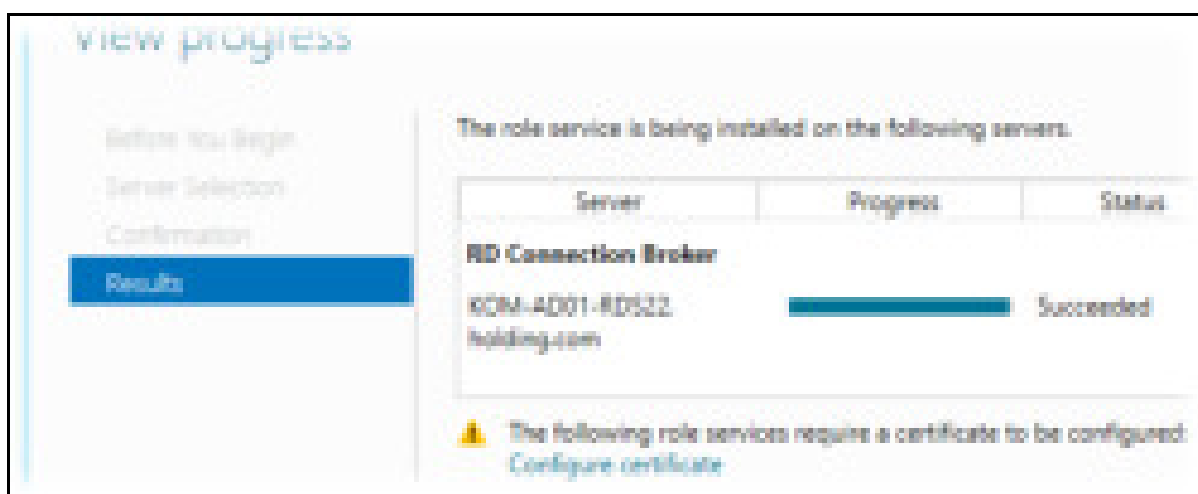 View progress
Before You Begin
Server Selection
Confirmation
Results
The role service is being installed on the following servers.
Server Progress Status
RD Connection Broker
KOM-AD01-RDS22. Succeeded
holding.com
The following role services require a certificate to be configured:
Configure certificate